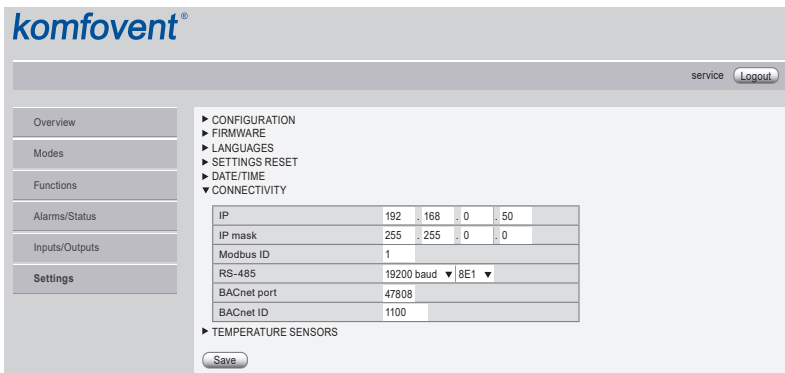 komfovent®
service Logout
Overview
Modes
Functions
Alarms/Status
Inputs/Outputs
Settings
CONFIGURATION
FIRMWARE
LANGUAGES
SETTINGS RESET
DATE/TIME
CONNECTIVITY
IP 192 . 168 . 0 . 50
IP mask 255 . 255 . 0 . 0
Modbus ID 1
RS-485 19200 baud 8E1
BACnet port 47808
BACnet ID 1100
TEMPERATURE SENSORS
Save